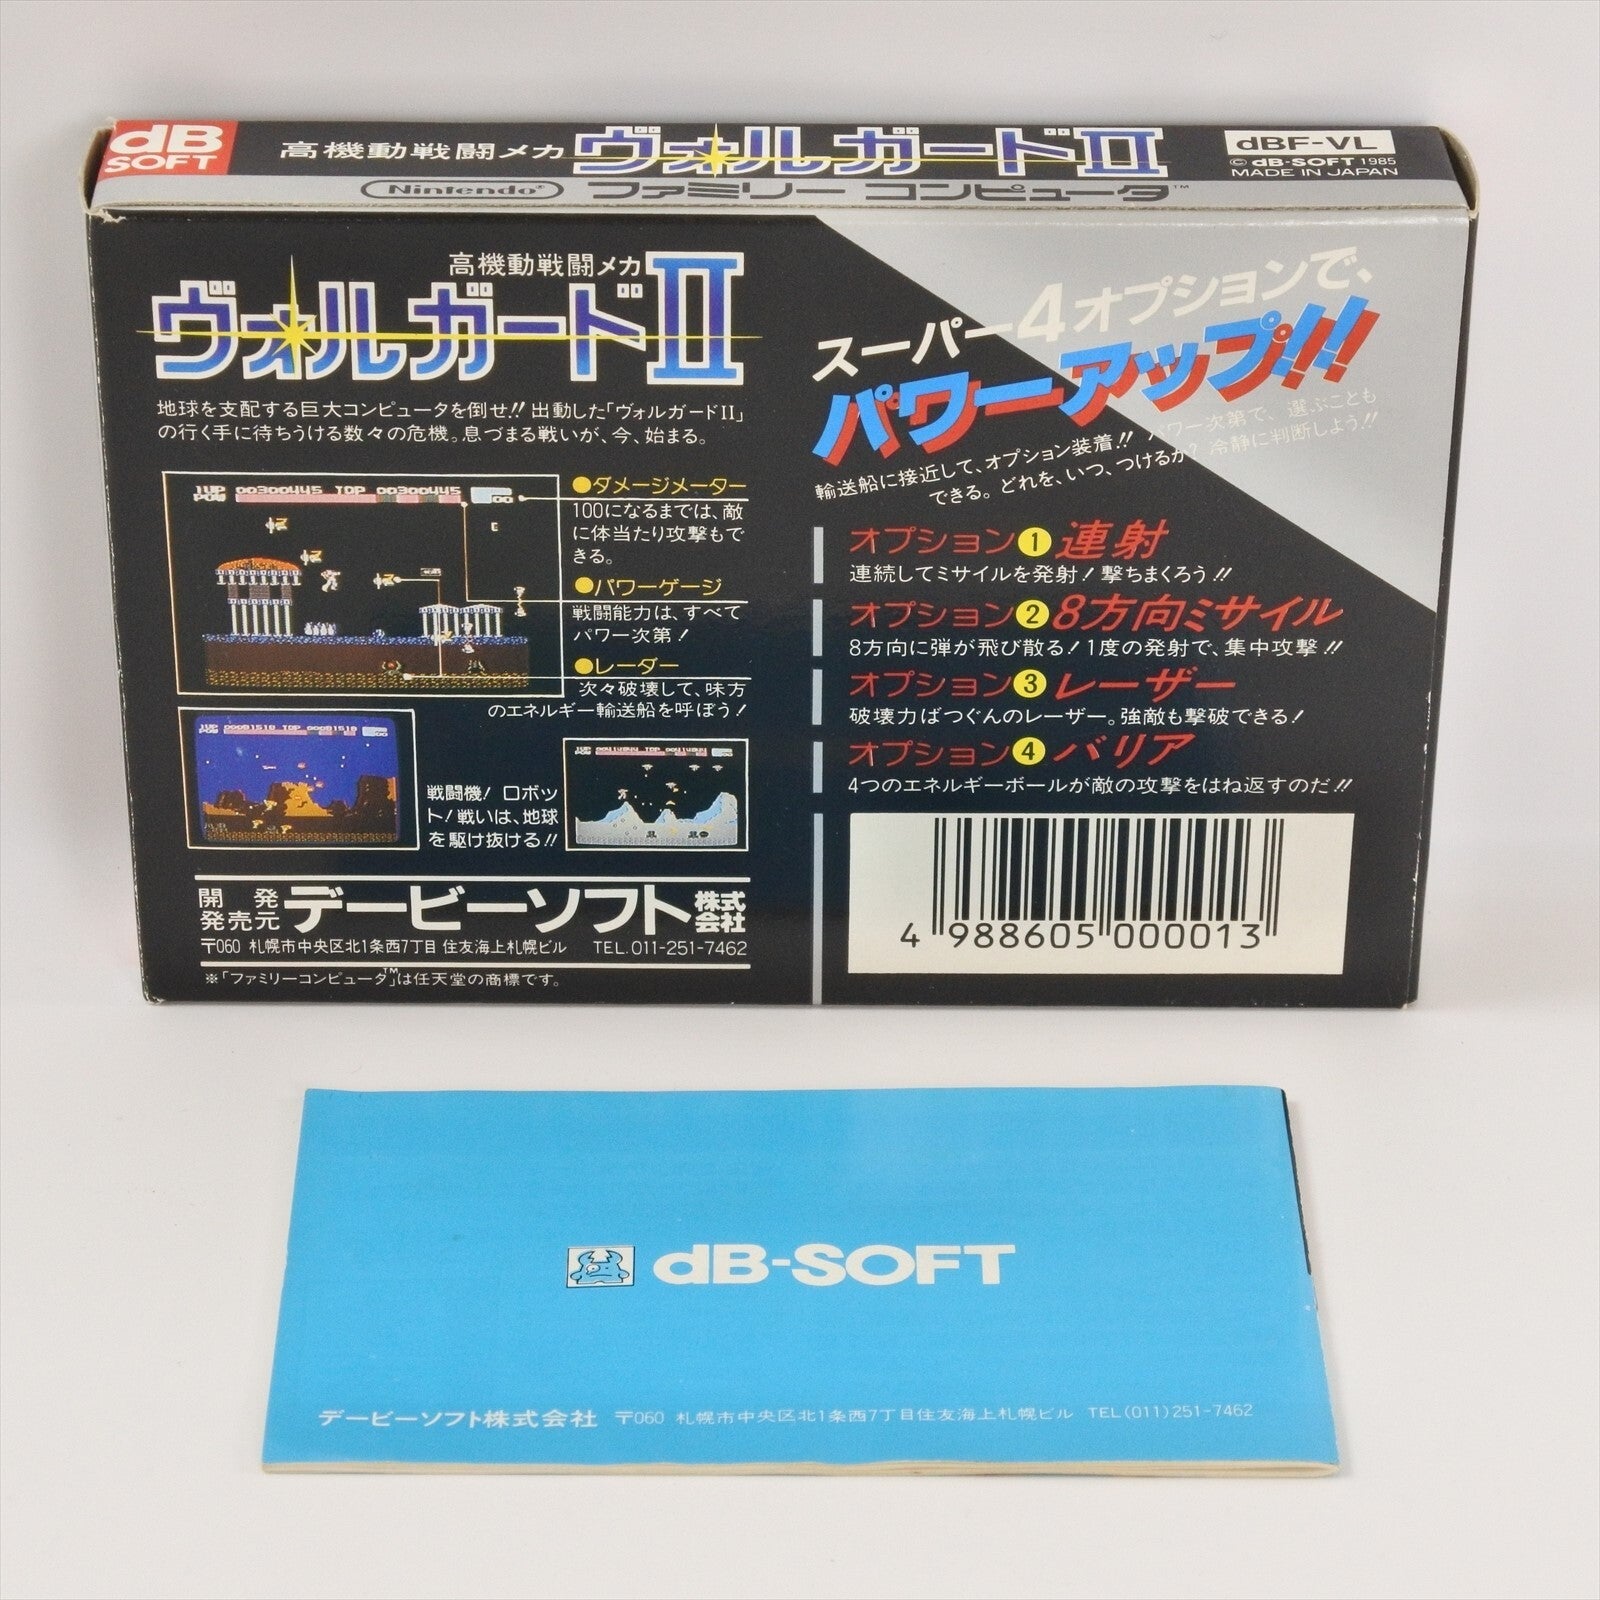 dB
SOFT
高機動戦闘メカ ヴォルガードII
dBF-VL
© dB-SOFT 1985
MADE IN JAPAN
Nintendo® ファミリー コンピュータ™
高機動戦闘メカ
ヴォルガードII
地球を支配する巨大コンピュータを倒せ!! 出動した「ヴォルガードII」
の行く手に待ちうける数々の危機。息づまる戦いが、今、始まる。
1UP 00300445 TOP 00300445
POW 00
●ダメージメーター
100になるまでは、敵
に体当たり攻撃もで
きる。
●パワーゲージ
戦闘能力は、すべて
パワー次第!
●レーダー
次々破壊して、味方
のエネルギー輸送船を呼ぼう!
戦闘機! ロボッ
ト! 戦いは、地球
を駆け抜ける!!
開発
発売元 デービーソフト株式会社
〒060 札幌市中央区北1条西7丁目 住友海上札幌ビル TEL.011-251-7462
※「ファミリーコンピュータ™」は任天堂の商標です。
スーパー4オプションで、
パワーアップ!!!
輸送船に接近して、オプション装着!! パワー次第で、選ぶことも
できる。どれを、いつ、つけるか? 冷静に判断しよう!!
オプション1 連射
連続してミサイルを発射! 撃ちまくろう!!
オプション2 8方向ミサイル
8方向に弾が飛び散る! 1度の発射で、集中攻撃!!
オプション3 レーザー
破壊力ばつぐんのレーザー。強敵も撃破できる!
オプション4 バリア
4つのエネルギーボールが敵の攻撃をはね返すのだ!!
4 988605 000013
dB-SOFT
デービーソフト株式会社 〒060 札幌市中央区北1条西7丁目住友海上札幌ビル TEL(011)251-7462